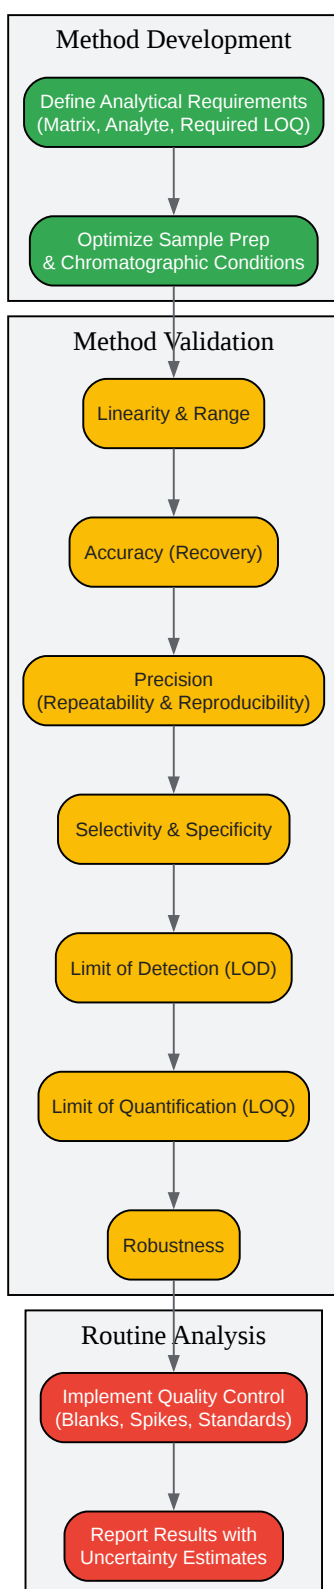 Method Development
Define Analytical Requirements
(Matrix, Analyte, Required LOQ)
Optimize Sample Prep
& Chromatographic Conditions
Method Validation
Linearity & Range
Accuracy (Recovery)
Precision
(Repeatability & Reproducibility)
Selectivity & Specificity
Limit of Detection (LOD)
Limit of Quantification (LOQ)
Robustness
Routine Analysis
Implement Quality Control
(Blanks, Spikes, Standards)
Report Results with
Uncertainty Estimates